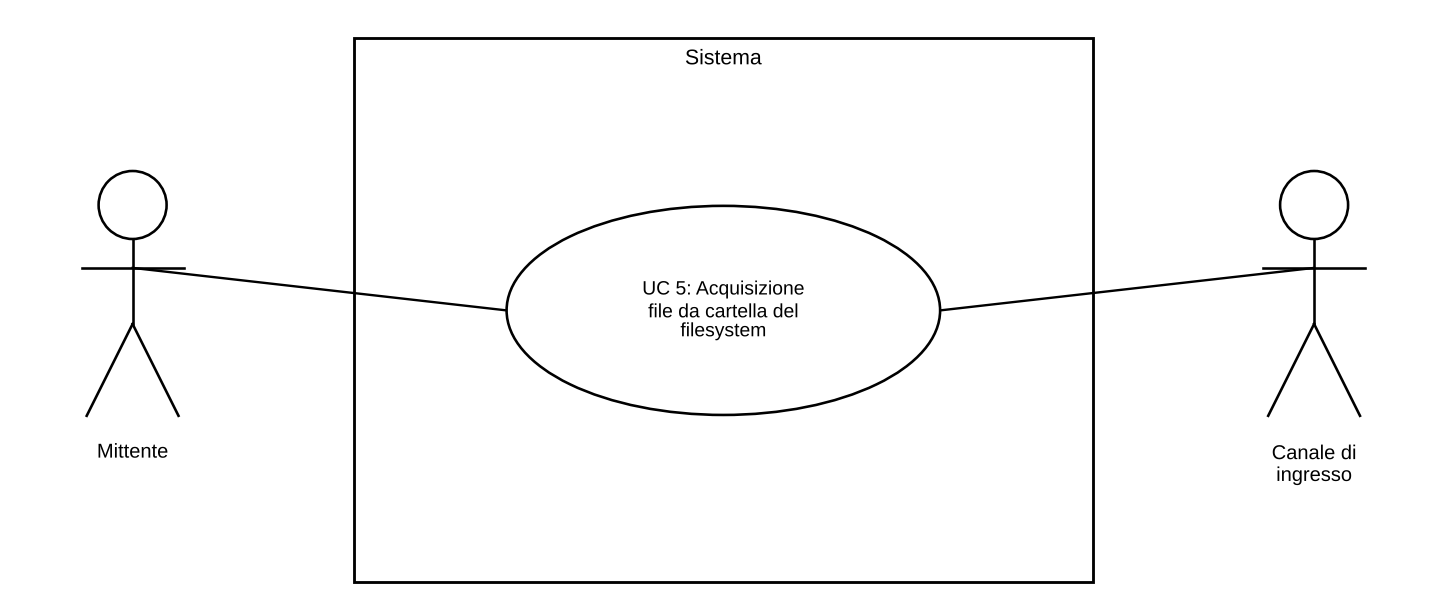 Sistema
UC 5: Acquisizione
file da cartella del
filesystem
Mittente
Canale di
ingresso